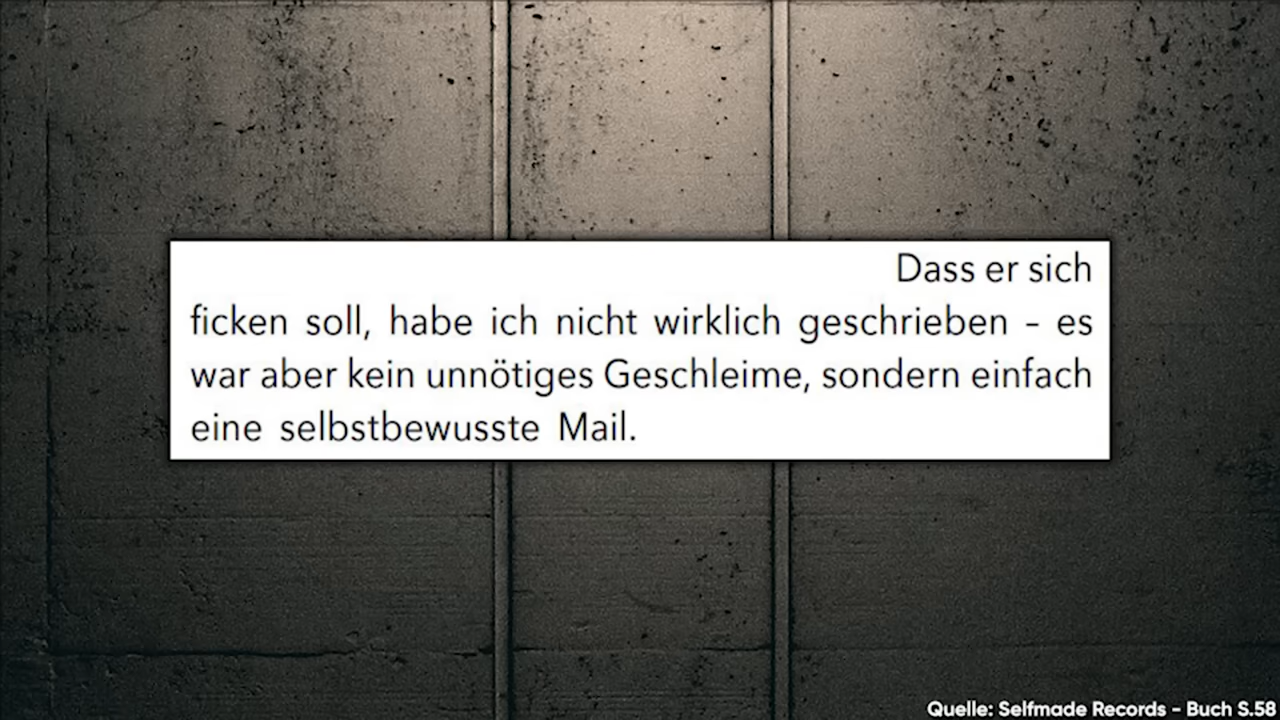 Dass er sich
ficken soll, habe ich nicht wirklich geschrieben – es
war aber kein unnötiges Geschleime, sondern einfach
eine selbstbewusste Mail.
Quelle: Selfmade Records - Buch S.58